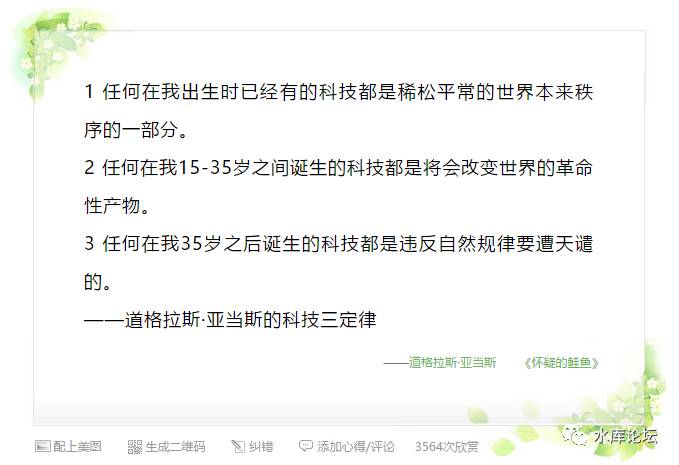 1 任何在我出生时已经有的科技都是稀松平常的世界本来秩
序的一部分。
2 任何在我15-35岁之间诞生的科技都是将会改变世界的革命
性产物。
3 任何在我35岁之后诞生的科技都是违反自然规律要遭天谴
的。
——道格拉斯·亚当斯的科技三定律
——道格拉斯·亚当斯 《怀疑的鲑鱼》
配上美图 生成二维码 纠错 添加心得/评论 3564次欣赏
水库论坛